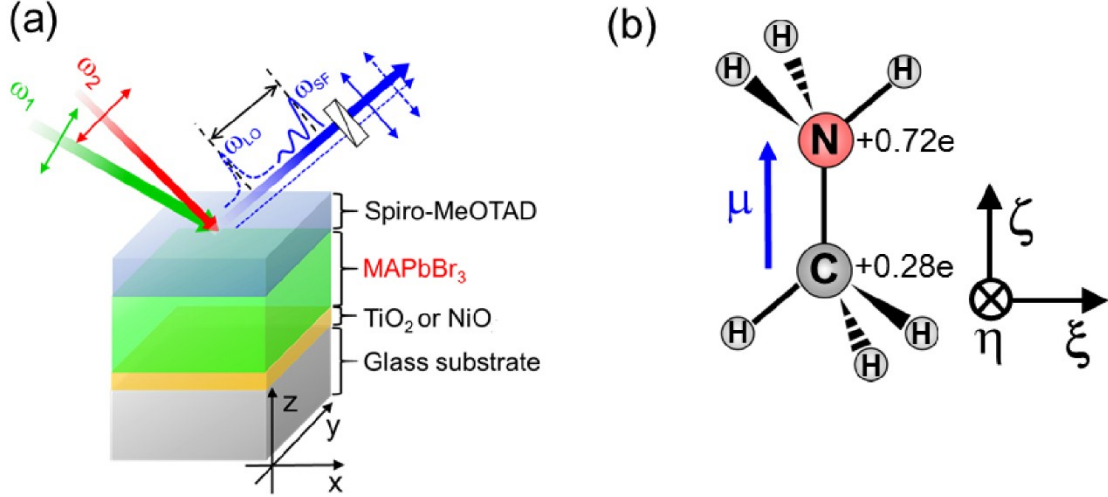 (a)
ω1
ω2
ωLO
ωSF
Spiro-MeOTAD
MAPbBr3
TiO2 or NiO
Glass substrate
z
y
x
(b)
H
H
H
N +0.72e
μ
C +0.28e
H
H
H
ζ
η
ξ